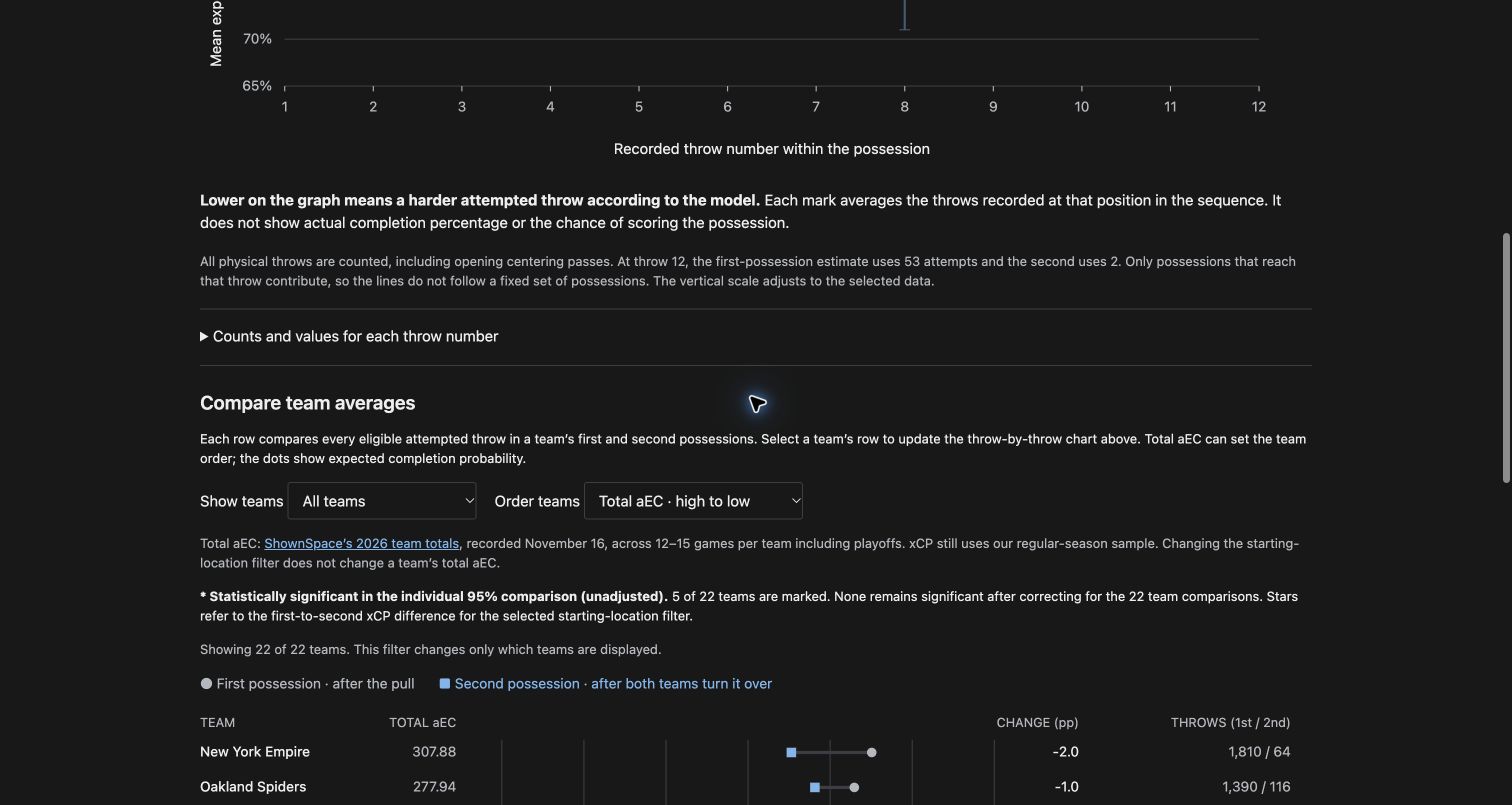 Mean exp
70%
65%
1 2 3 4 5 6 7 8 9 10 11 12
Recorded throw number within the possession
Lower on the graph means a harder attempted throw according to the model. Each mark averages the throws recorded at that position in the sequence. It
does not show actual completion percentage or the chance of scoring the possession.
All physical throws are counted, including opening centering passes. At throw 12, the first-possession estimate uses 53 attempts and the second uses 2. Only possessions that reach
that throw contribute, so the lines do not follow a fixed set of possessions. The vertical scale adjusts to the selected data.
Counts and values for each throw number
Compare team averages
Each row compares every eligible attempted throw in a team’s first and second possessions. Select a team’s row to update the throw-by-throw chart above. Total aEC can set the team
order; the dots show expected completion probability.
Show teams All teams Order teams Total aEC · high to low
Total aEC: ShownSpace’s 2026 team totals, recorded November 16, across 12–15 games per team including playoffs. xCP still uses our regular-season sample. Changing the starting-
location filter does not change a team’s total aEC.
* Statistically significant in the individual 95% comparison (unadjusted). 5 of 22 teams are marked. None remains significant after correcting for the 22 team comparisons. Stars
refer to the first-to-second xCP difference for the selected starting-location filter.
Showing 22 of 22 teams. This filter changes only which teams are displayed.
First possession · after the pull Second possession · after both teams turn it over
TEAM TOTAL aEC CHANGE (pp) THROWS (1st / 2nd)
New York Empire 307.88 -2.0 1,810 / 64
Oakland Spiders 277.94 -1.0 1,390 / 116